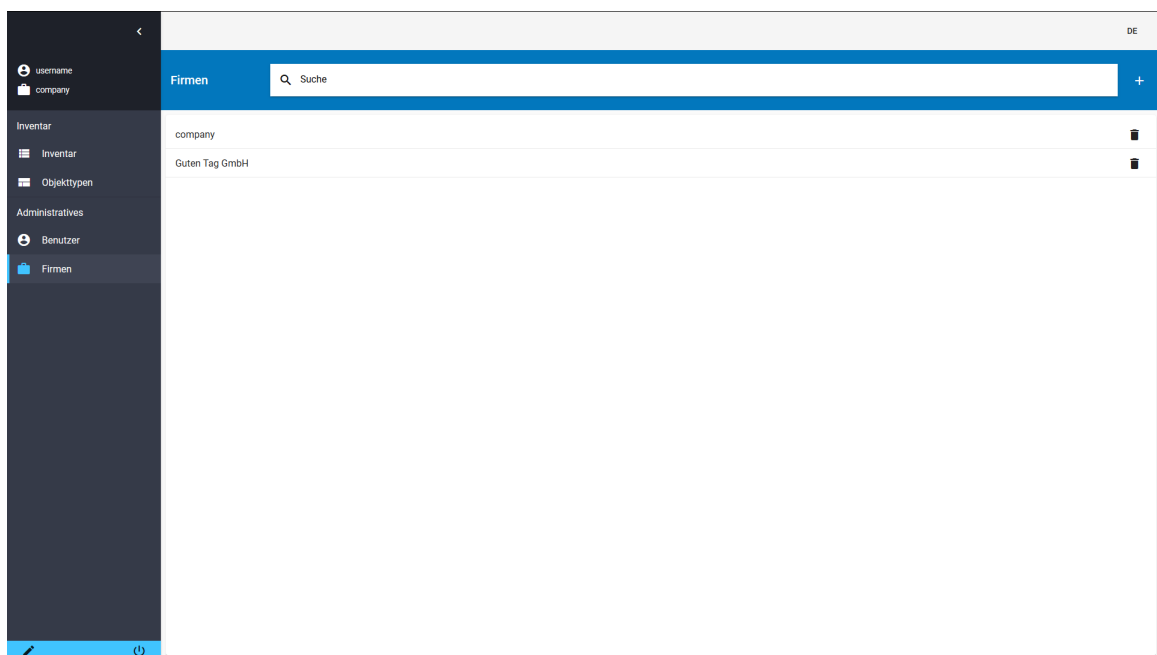 DE
username
company
Firmen
Suche
Inventar
Inventar
Objekttypen
Administratives
Benutzer
Firmen
company
Guten Tag GmbH